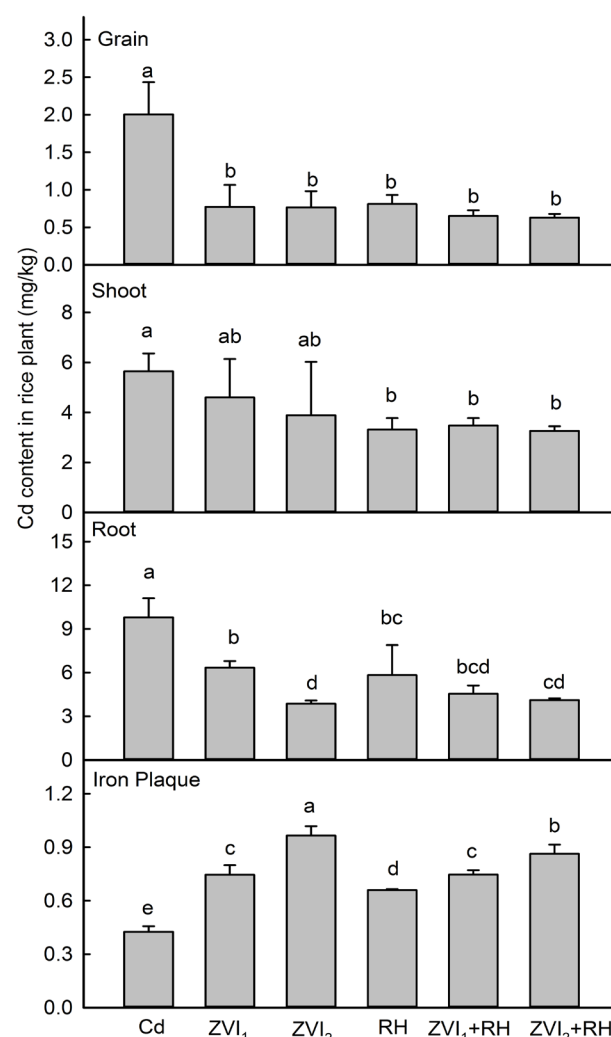 Cd content in rice plant (mg/kg)
Grain
3.0
2.5
2.0
1.5
1.0
0.5
0.0
a
b
b
b
b
b
Shoot
8
6
4
2
0
a
ab
ab
b
b
b
Root
15
12
9
6
3
0
a
b
d
bc
bcd
cd
Iron Plaque
1.2
0.9
0.6
0.3
0.0
e
c
a
d
c
b
Cd ZVI₁ ZVI₂ RH ZVI₁+RH ZVI₂+RH